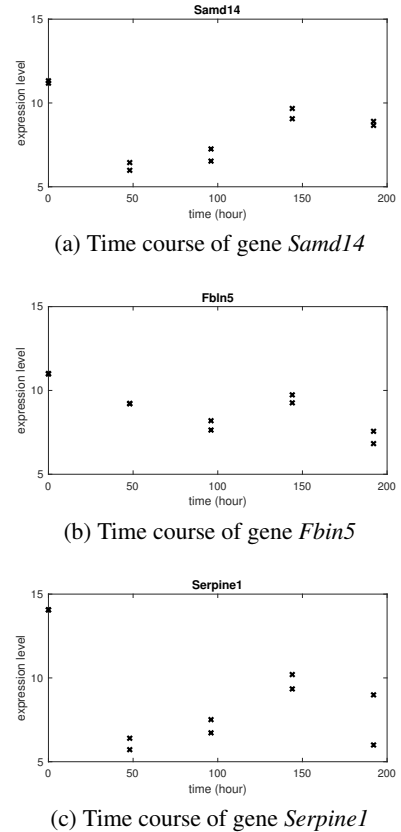 Samd14
15
10
5
expression level
0 50 100 150 200
time (hour)
(a) Time course of gene Samd14
Fbln5
15
10
5
expression level
0 50 100 150 200
time (hour)
(b) Time course of gene Fbin5
Serpine1
15
10
5
expression level
0 50 100 150 200
time (hour)
(c) Time course of gene Serpine1